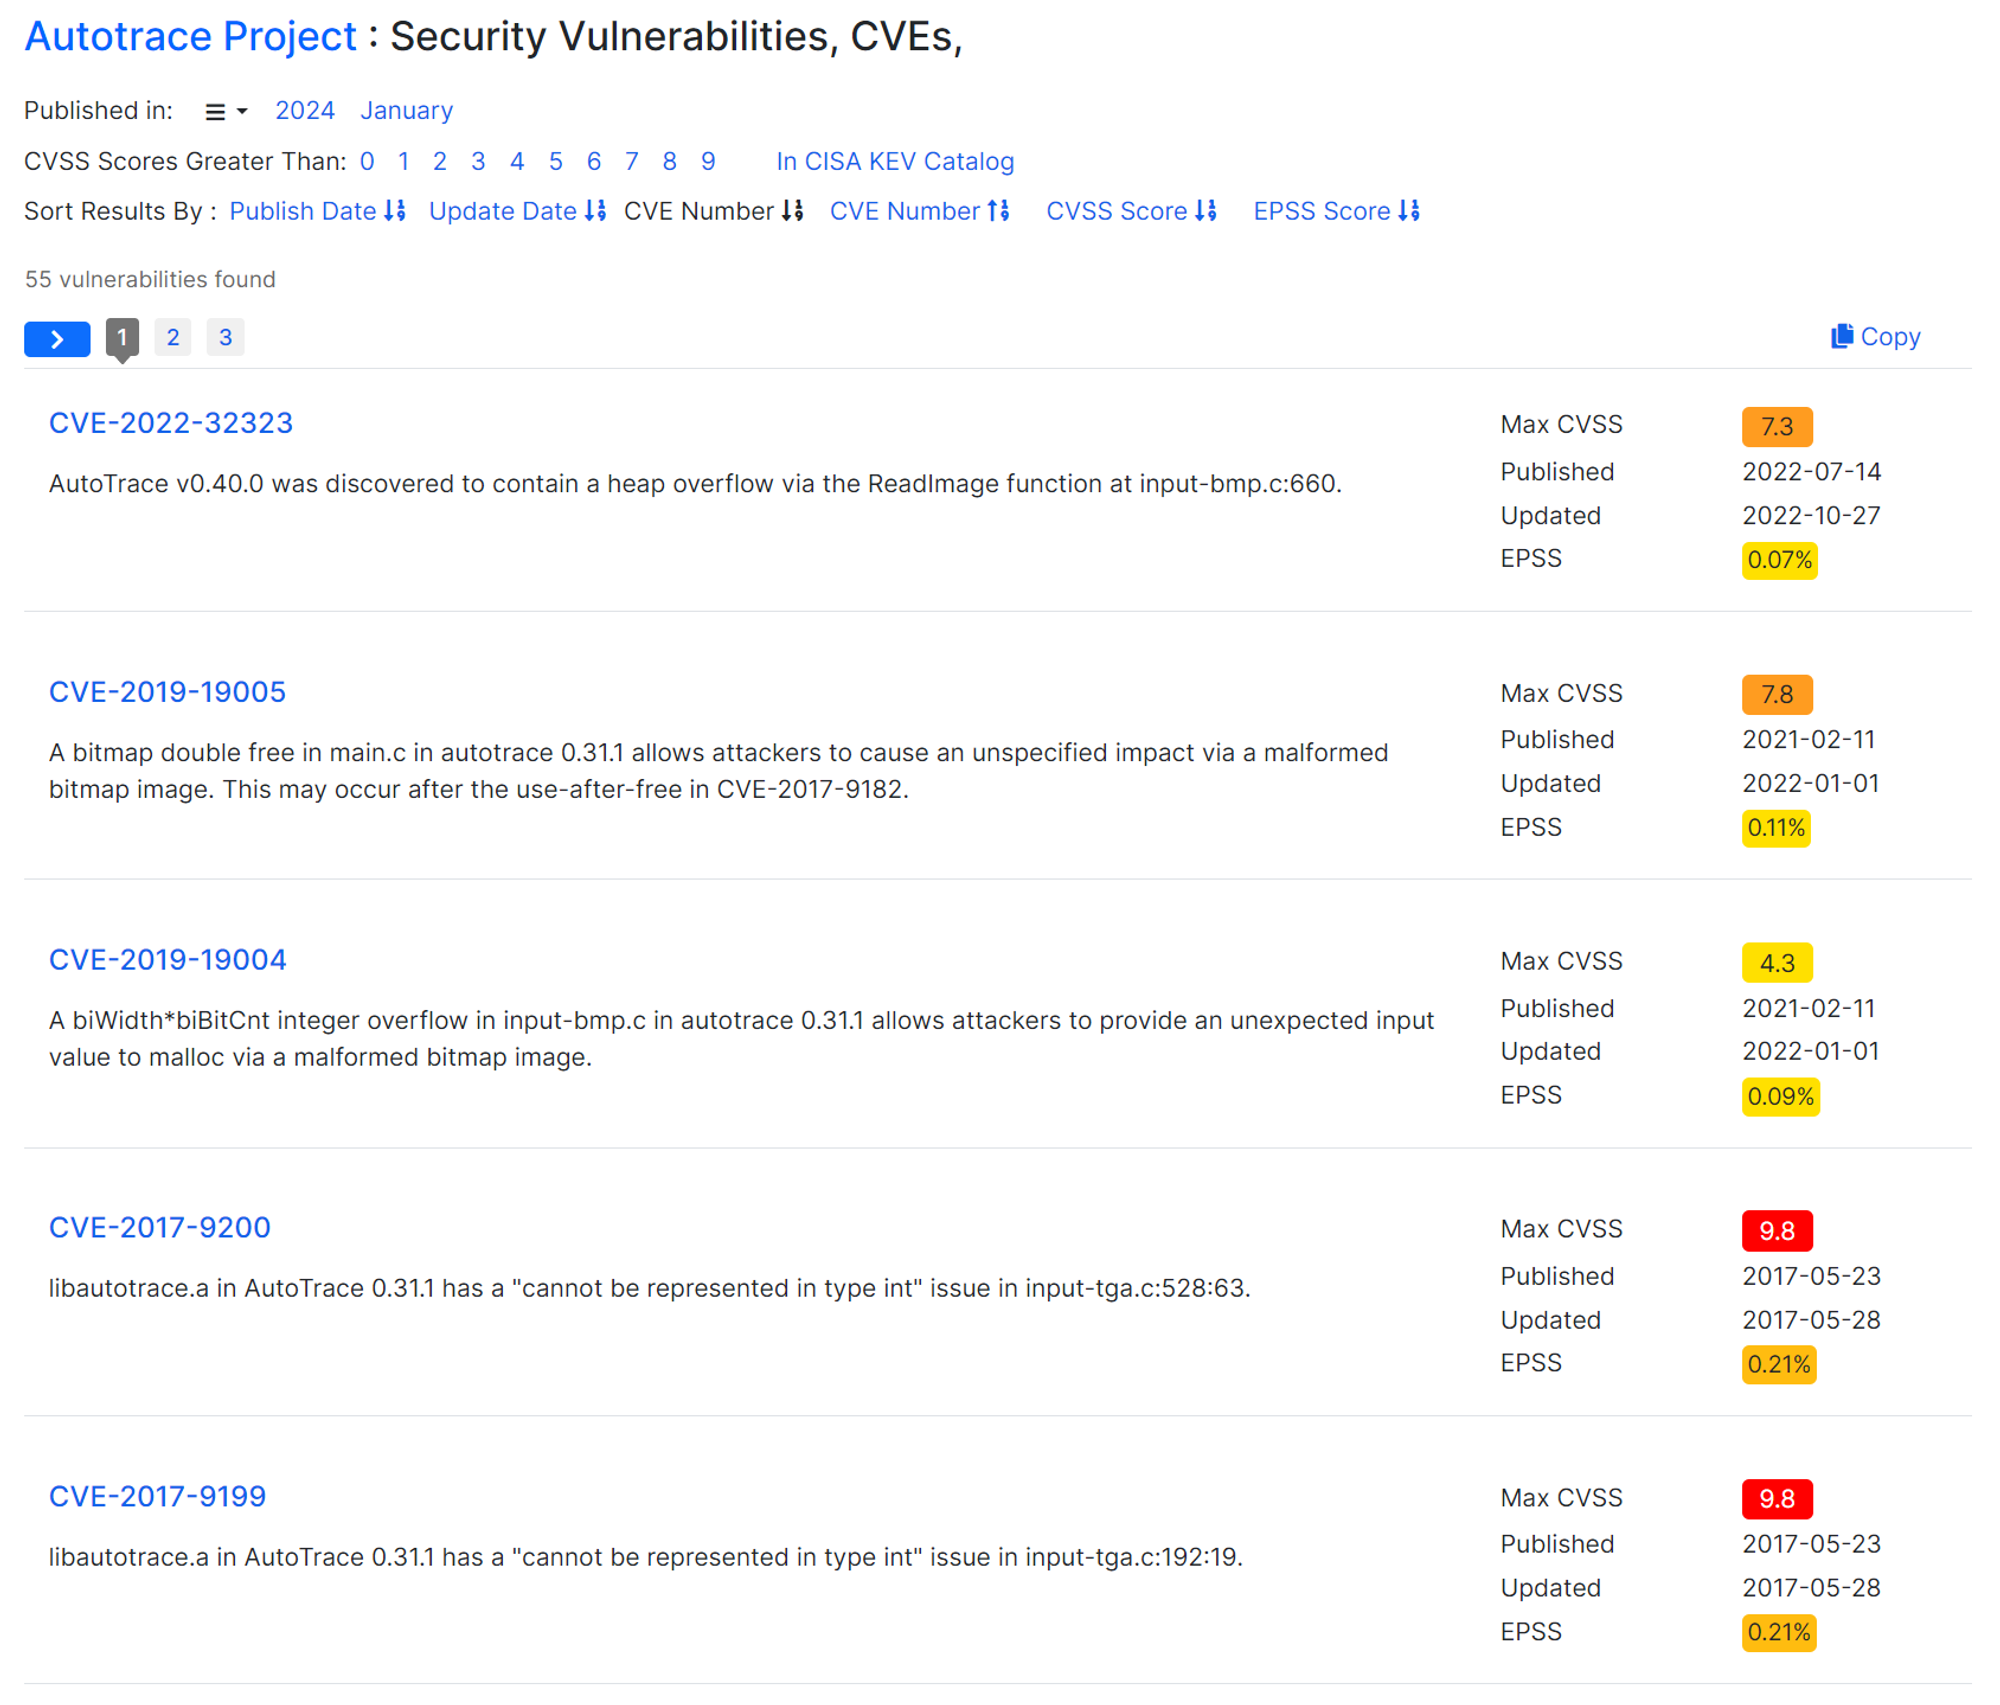 Autotrace Project : Security Vulnerabilities, CVEs,
Published in: 2024 January
CVSS Scores Greater Than: 0 1 2 3 4 5 6 7 8 9 In CISA KEV Catalog
Sort Results By : Publish Date Update Date CVE Number CVE Number CVSS Score EPSS Score
55 vulnerabilities found
1 2 3 Copy
CVE-2022-32323
AutoTrace v0.40.0 was discovered to contain a heap overflow via the ReadImage function at input-bmp.c:660.
Max CVSS 7.3
Published 2022-07-14
Updated 2022-10-27
EPSS 0.07%
CVE-2019-19005
A bitmap double free in main.c in autotrace 0.31.1 allows attackers to cause an unspecified impact via a malformed
bitmap image. This may occur after the use-after-free in CVE-2017-9182.
Max CVSS 7.8
Published 2021-02-11
Updated 2022-01-01
EPSS 0.11%
CVE-2019-19004
A biWidth*biBitCnt integer overflow in input-bmp.c in autotrace 0.31.1 allows attackers to provide an unexpected input
value to malloc via a malformed bitmap image.
Max CVSS 4.3
Published 2021-02-11
Updated 2022-01-01
EPSS 0.09%
CVE-2017-9200
libautotrace.a in AutoTrace 0.31.1 has a "cannot be represented in type int" issue in input-tga.c:528:63.
Max CVSS 9.8
Published 2017-05-23
Updated 2017-05-28
EPSS 0.21%
CVE-2017-9199
libautotrace.a in AutoTrace 0.31.1 has a "cannot be represented in type int" issue in input-tga.c:192:19.
Max CVSS 9.8
Published 2017-05-23
Updated 2017-05-28
EPSS 0.21%